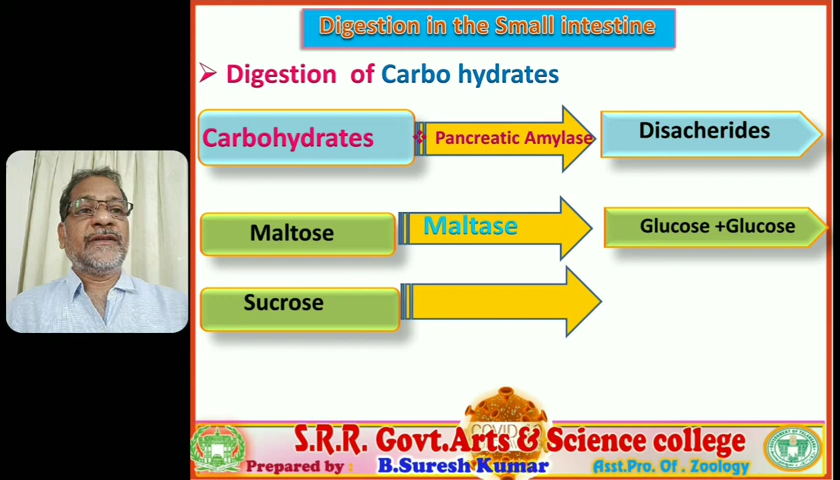 Digestion in the Small intestine
➢ Digestion of Carbo hydrates
Carbohydrates ❖ Pancreatic Amylase Disacherides
Maltose Maltase Glucose +Glucose
Sucrose
COVID
S.R.R. Govt.Arts & Science college
Prepared by : B.Suresh Kumar Asst.Pro. Of . Zoology